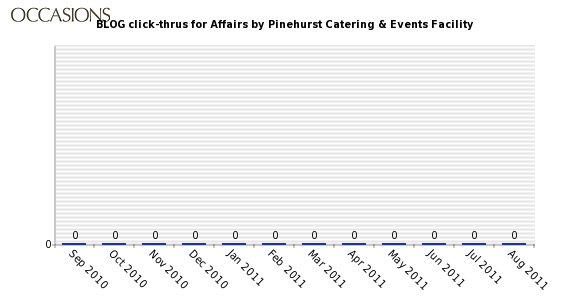 OCCASIONS
BLOG click-thrus for Affairs by Pinehurst Catering & Events Facility
0 0 0 0 0 0 0 0 0 0 0 0
0
Sep 2010 Oct 2010 Nov 2010 Dec 2010 Jan 2011 Feb 2011 Mar 2011 Apr 2011 May 2011 Jun 2011 Jul 2011 Aug 2011